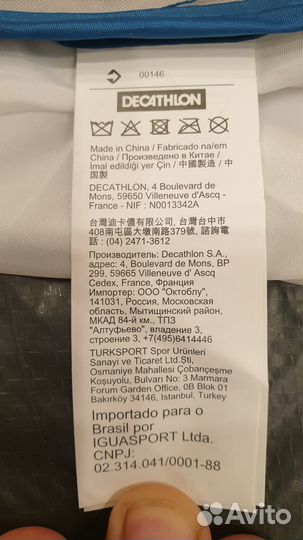 00146
DECATHLON
Made in China / Fabricado na/em
China / Произведено в Китае /
İmal edildiği yer Çin / 中國製造 / 中
国製
DECATHLON, 4 Boulevard de
Mons, 59650 Villeneuve d'Ascq -
France - NIF : N0013342A
台灣迪卡儂有限公司, 台灣台中市
408南屯區大墩南路379號, 諮詢電
話 : (04) 2471-3612
Производитель: Decathlon S.A.,
адрес: 4, Boulevard de Mons, BP
299, 59665 Villeneuve d' Ascq
Cedex, France, Франция
Импортер: ООО "Октоблу",
141031, Россия, Московская
область, Мытищинский район,
МКАД 84-й км., ТПЗ
"Алтуфьево", владение 3,
строение 3, +7(495)6414446
TURKSPORT Spor Urünleri
Sanayi ve Ticaret Ltd.Şti,
Osmaniye Mahallesi Çobançeşme
Koşuyolu, Bulvarı No: 3 Marmara
Forum Garden Office, 0B Blok 01
Bakırköy 34146, Istanbul, Turkey
Importado para o
Brasil por
IGUASPORT Ltda.
CNPJ:
02.314.041/0001-88
Avito